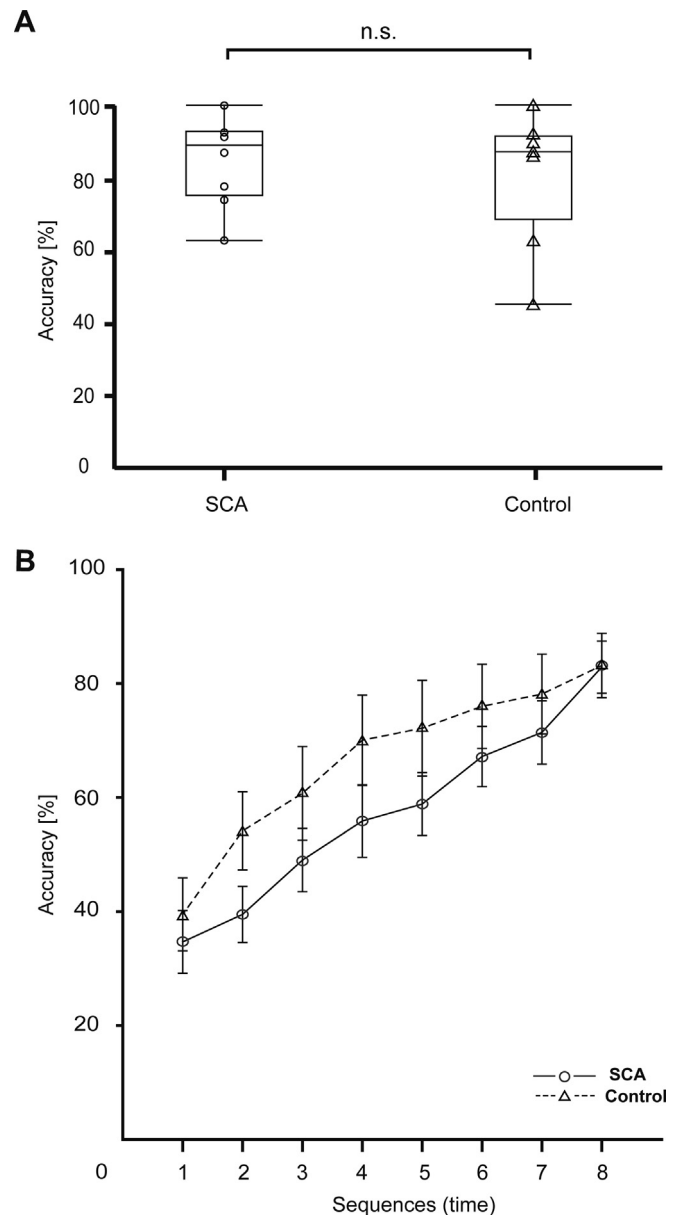 A
n.s.
100
80
60
40
20
0
Accuracy [%]
SCA
Control
B
100
80
60
40
20
0
Accuracy [%]
1 2 3 4 5 6 7 8
Sequences (time)
SCA
Control